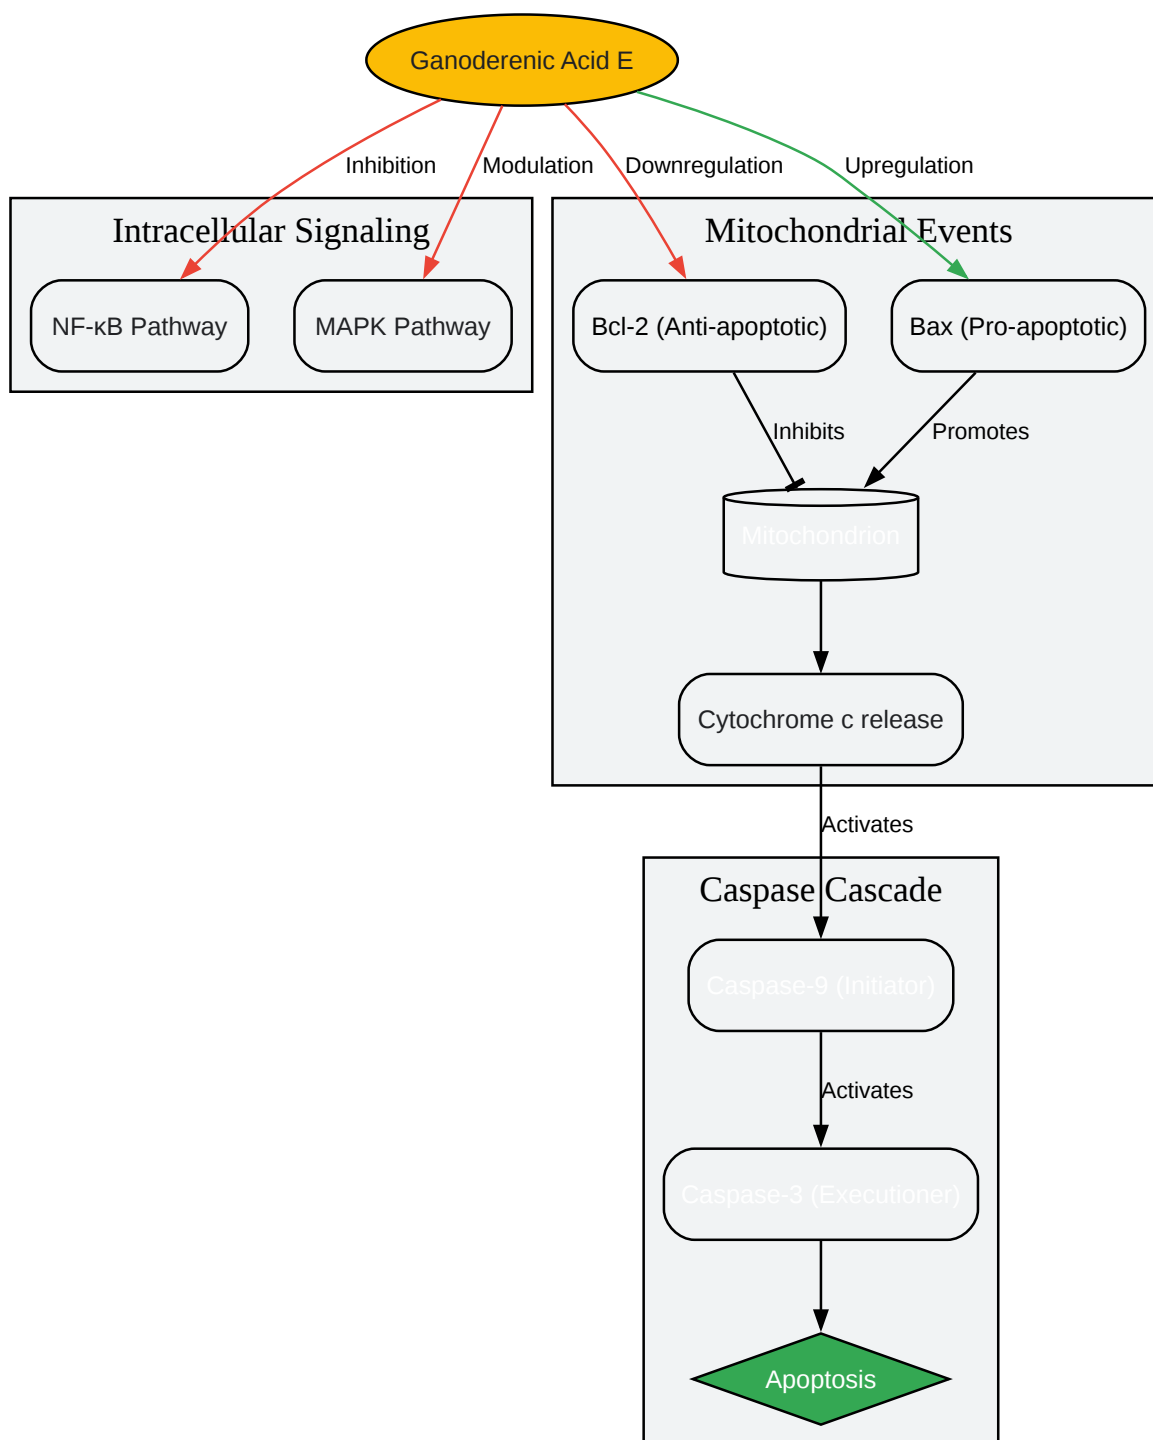 Ganoderenic Acid E
Inhibition
Modulation
Downregulation
Upregulation
Intracellular Signaling
Mitochondrial Events
NF-κB Pathway
MAPK Pathway
Bcl-2 (Anti-apoptotic)
Bax (Pro-apoptotic)
Inhibits
Promotes
Mitochondrion
Cytochrome c release
Activates
Caspase Cascade
Caspase-9 (Initiator)
Activates
Caspase-3 (Executioner)
Apoptosis